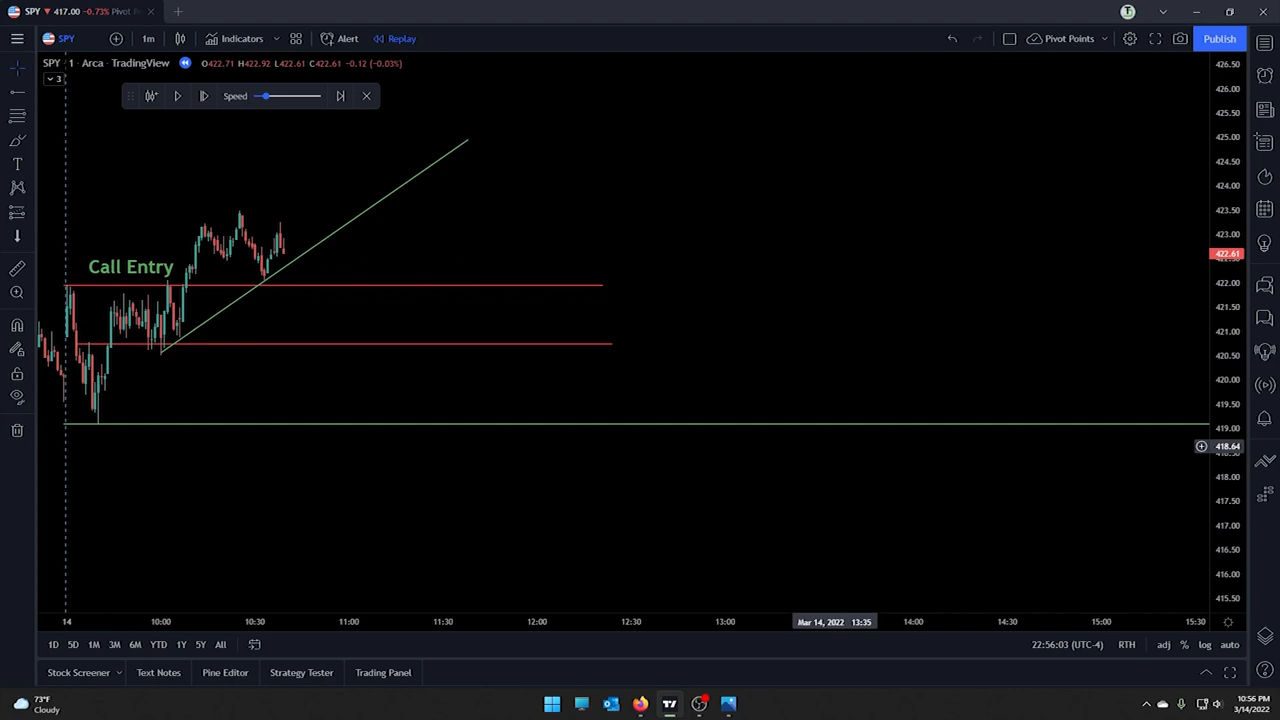 SPY 417.00 -0.73% Pivot Po
SPY 1m Indicators Alert Replay Pivot Points Publish
SPY · 1 · Arca · TradingView O422.71 H422.92 L422.61 C422.61 -0.12 (-0.03%)
3
Speed
426.50
426.00
425.50
425.00
424.50
424.00
423.50
423.00
422.61
422.00
421.50
421.00
420.50
420.00
419.50
419.00
418.64
418.00
417.50
417.00
416.50
416.00
415.50
Call Entry
14 10:00 10:30 11:00 11:30 12:00 12:30 13:00 Mar 14, 2022 13:35 14:00 14:30 15:00 15:30
1D 5D 1M 3M 6M YTD 1Y 5Y All 22:56:03 (UTC-4) RTH adj % log auto
Stock Screener Text Notes Pine Editor Strategy Tester Trading Panel
73°F
Cloudy
10:56 PM
3/14/2022